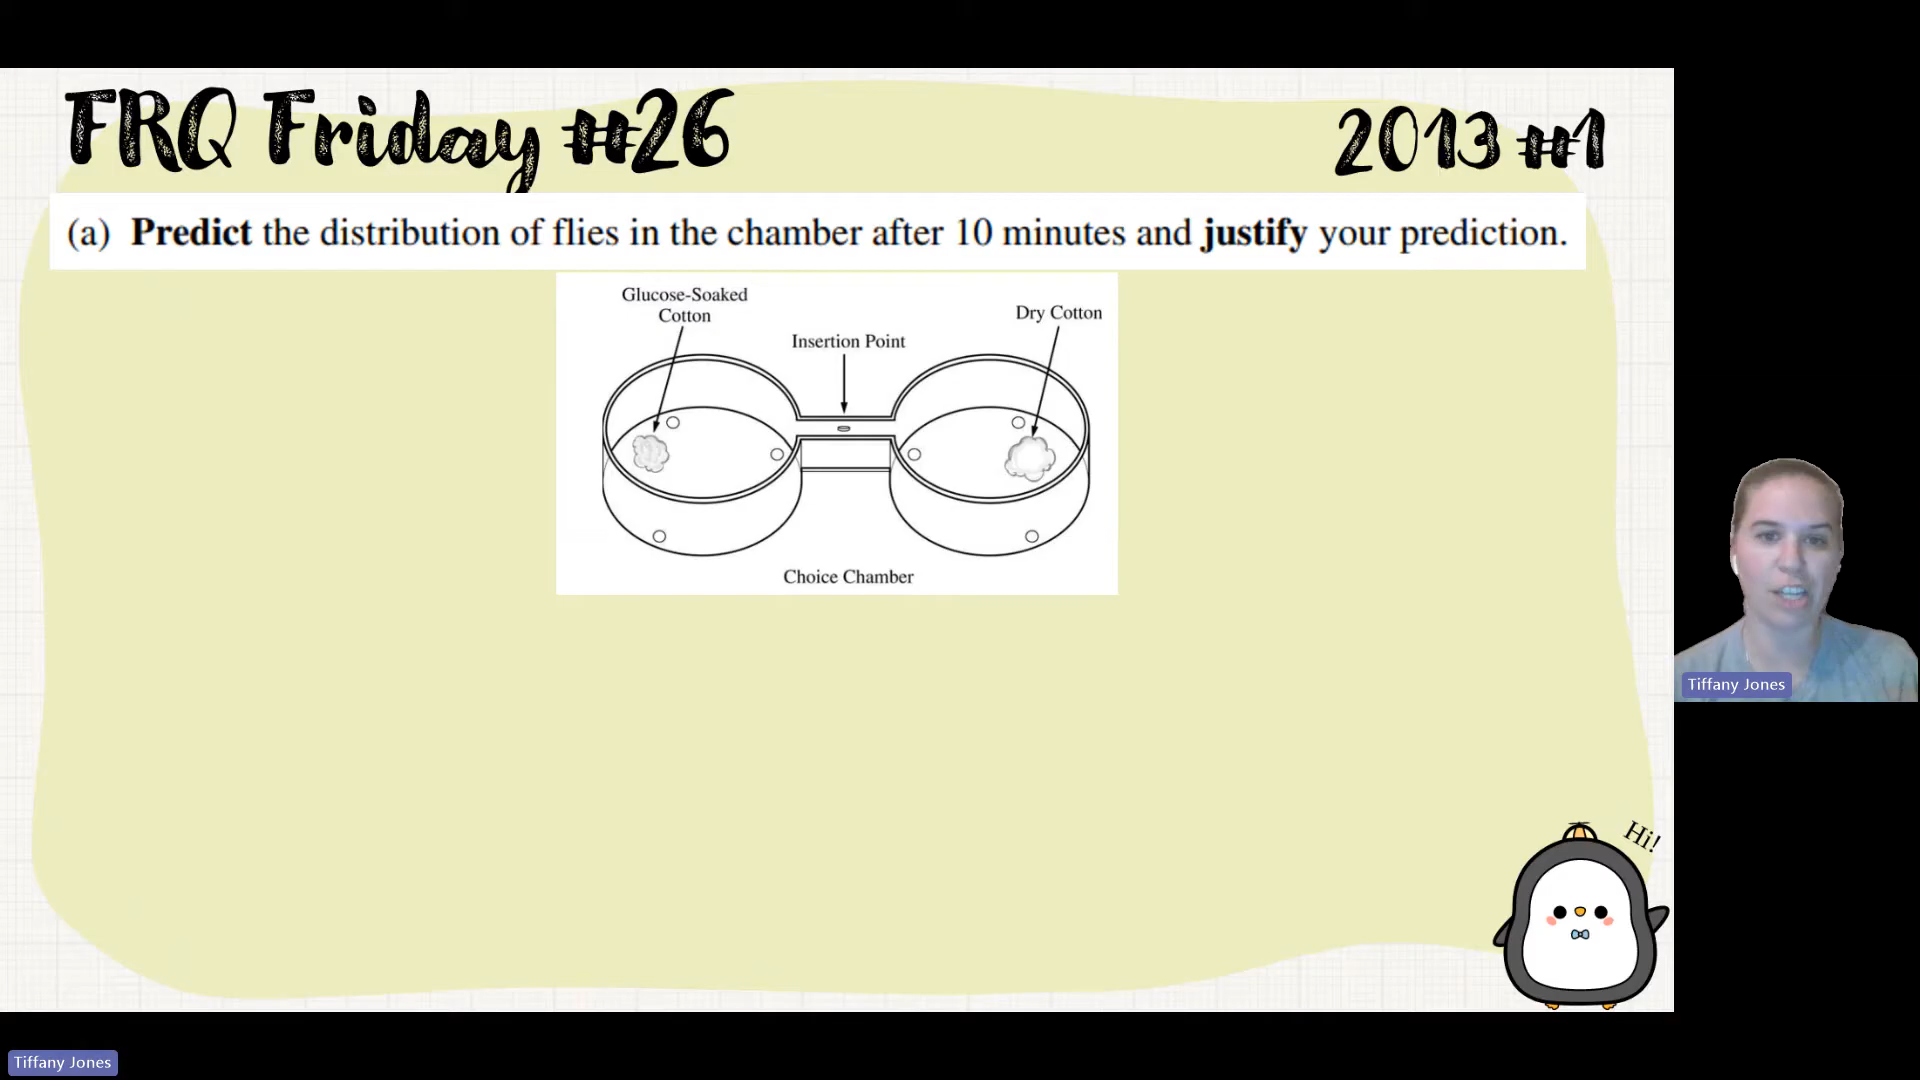 FRQ Friday #26
2013 #1
(a) Predict the distribution of flies in the chamber after 10 minutes and justify your prediction.
Glucose-Soaked
Cotton
Dry Cotton
Insertion Point
Choice Chamber
Tiffany Jones
Hi!
Tiffany Jones